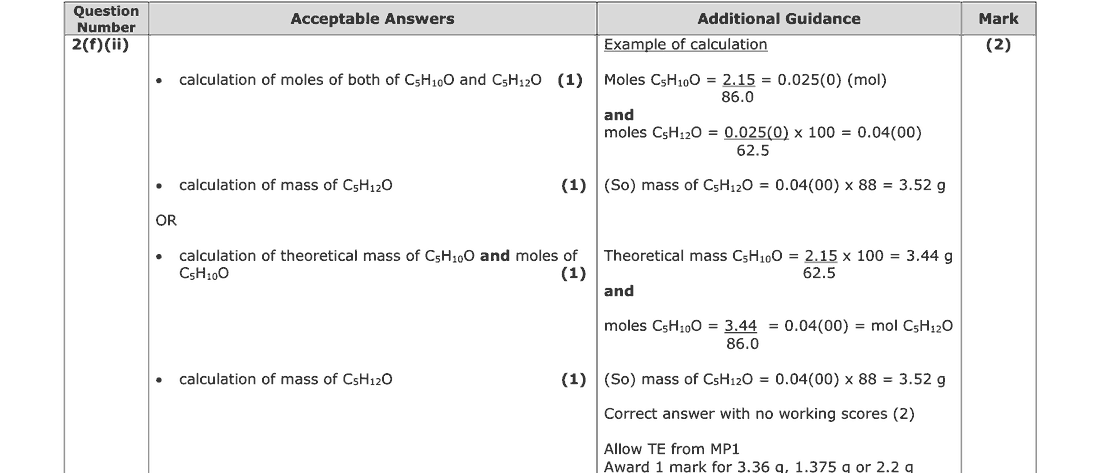 Question Number
Acceptable Answers
Additional Guidance
Mark
2(f)(ii)
Example of calculation
(2)
• calculation of moles of both of C₅H₁₀O and C₅H₁₂O (1)
Moles C₅H₁₀O = 2.15 = 0.025(0) (mol)
86.0
and
moles C₅H₁₂O = 0.025(0) x 100 = 0.04(00)
62.5
• calculation of mass of C₅H₁₂O (1)
(So) mass of C₅H₁₂O = 0.04(00) x 88 = 3.52 g
OR
• calculation of theoretical mass of C₅H₁₀O and moles of
C₅H₁₀O (1)
Theoretical mass C₅H₁₀O = 2.15 x 100 = 3.44 g
62.5
and
moles C₅H₁₀O = 3.44 = 0.04(00) = mol C₅H₁₂O
86.0
• calculation of mass of C₅H₁₂O (1)
(So) mass of C₅H₁₂O = 0.04(00) x 88 = 3.52 g
Correct answer with no working scores (2)
Allow TE from MP1
Award 1 mark for 3.36 g, 1.375 g or 2.2 g